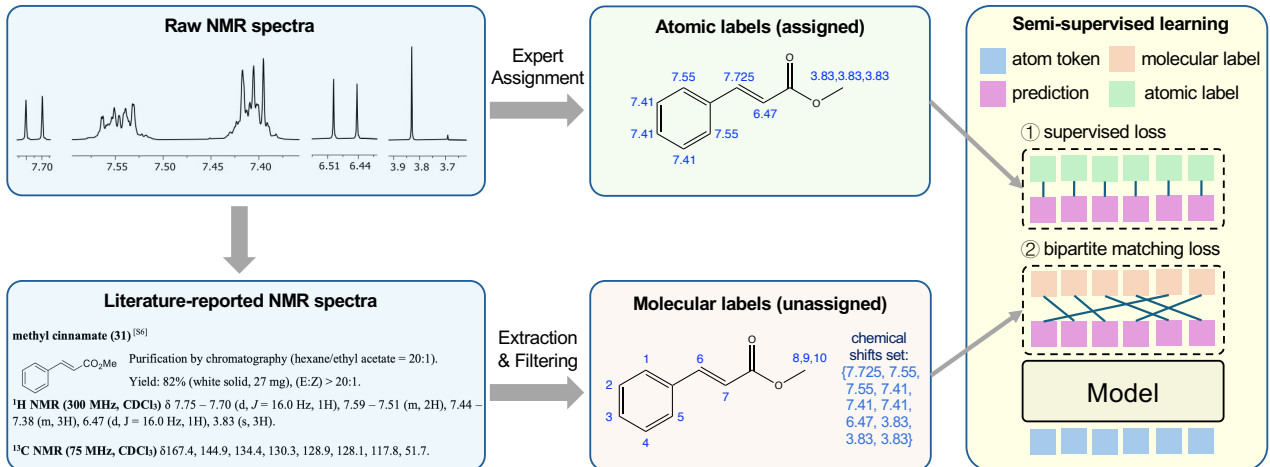 Raw NMR spectra
7.70
7.55
7.50
7.45
7.40
6.51
6.44
3.9
3.8
3.7
Expert
Assignment
Atomic labels (assigned)
7.55
7.725
O
3.83,3.83,3.83
7.41
O
6.47
7.41
7.55
7.41
Literature-reported NMR spectra
methyl cinnamate (31) [S6]
CO₂Me
Purification by chromatography (hexane/ethyl acetate = 20:1).
Yield: 82% (white solid, 27 mg), (E:Z) > 20:1.
¹H NMR (300 MHz, CDCl₃) δ 7.75 – 7.70 (d, J = 16.0 Hz, 1H), 7.59 – 7.51 (m, 2H), 7.44 –
7.38 (m, 3H), 6.47 (d, J = 16.0 Hz, 1H), 3.83 (s, 3H).
¹³C NMR (75 MHz, CDCl₃) δ167.4, 144.9, 134.4, 130.3, 128.9, 128.1, 117.8, 51.7.
Extraction
& Filtering
Molecular labels (unassigned)
O
1
6
8,9,10
2
O
7
3
5
4
chemical
shifts set:
{7.725, 7.55,
7.55, 7.41,
7.41, 7.41,
6.47, 3.83,
3.83, 3.83}
Semi-supervised learning
atom token
molecular label
prediction
atomic label
① supervised loss
② bipartite matching loss
Model